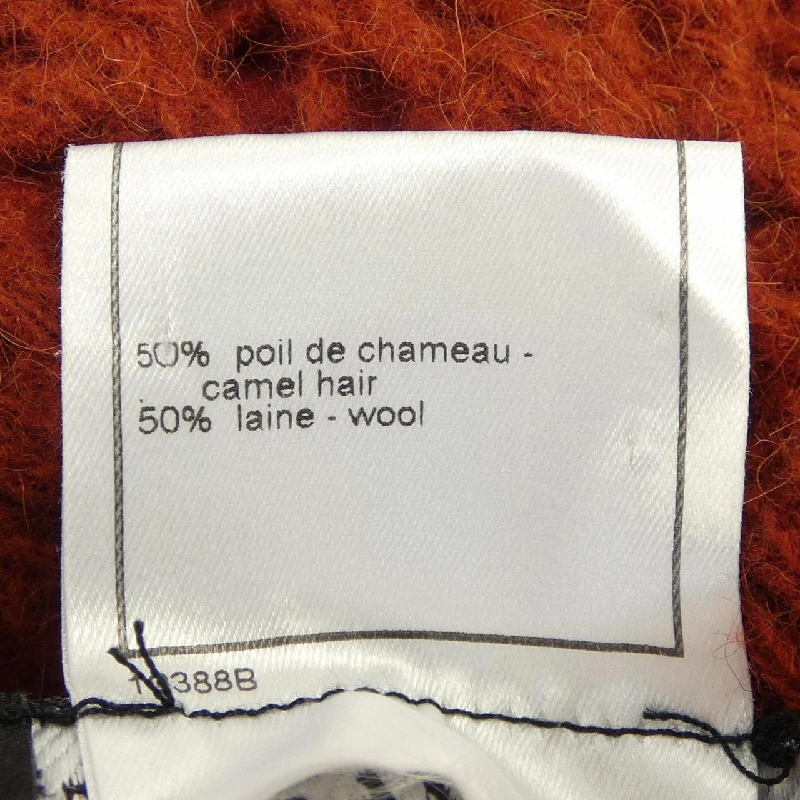 50% poil de chameau -
camel hair
50% laine - wool